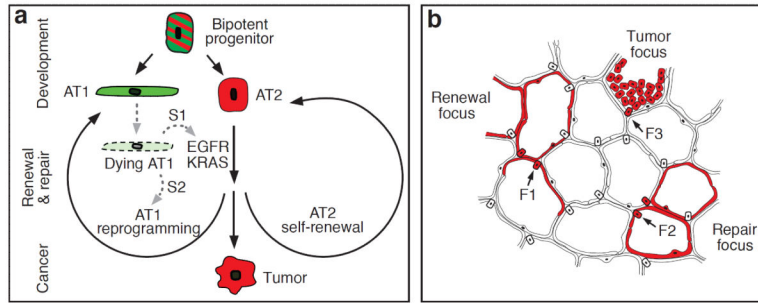 a
Development
Renewal
& repair
Cancer
Bipotent
progenitor
AT1
AT2
S1
EGFR
KRAS
Dying AT1
S2
AT1
reprogramming
AT2
self-renewal
Tumor
b
Tumor
focus
Renewal
focus
F3
F1
F2
Repair
focus